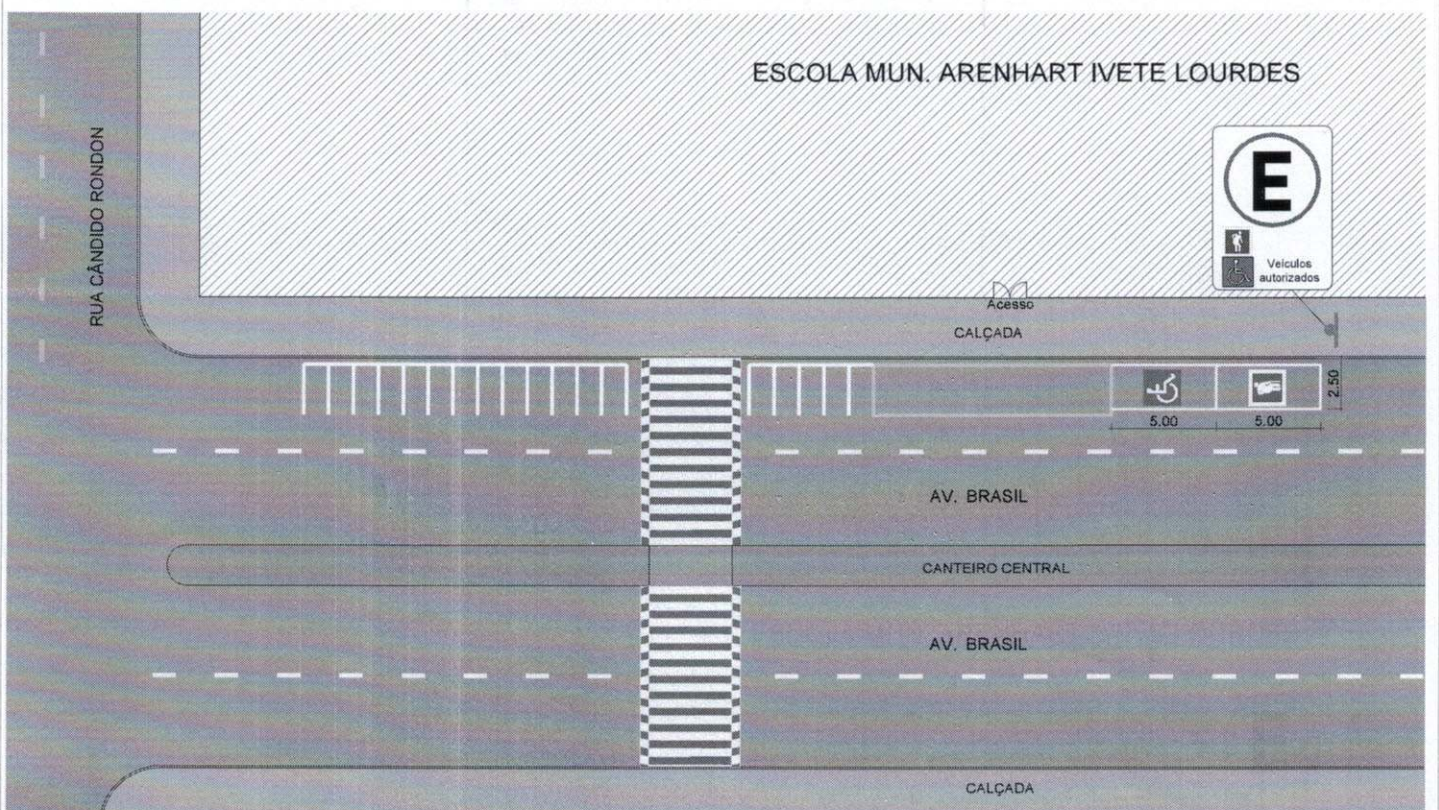 ESCOLA MUN. ARENHART IVETE LOURDES
E
Veículos
autorizados
RUA CÂNDIDO RONDON
Acesso
CALÇADA
2.50
5.00
5.00
AV. BRASIL
CANTEIRO CENTRAL
AV. BRASIL
CALÇADA